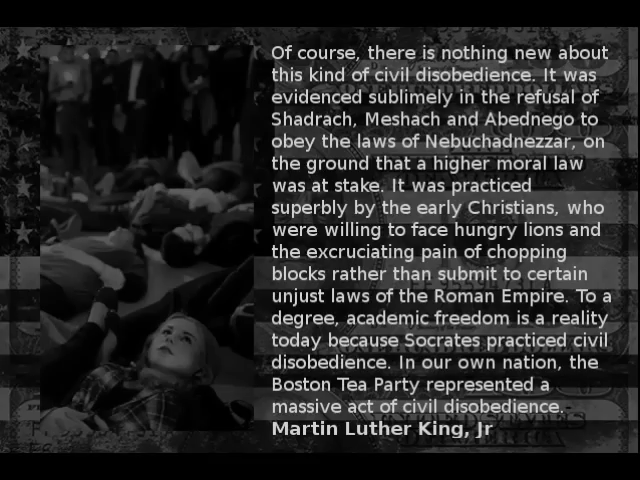 Of course, there is nothing new about
this kind of civil disobedience. It was
evidenced sublimely in the refusal of
Shadrach, Meshach and Abednego to
obey the laws of Nebuchadnezzar, on
the ground that a higher moral law
was at stake. It was practiced
superbly by the early Christians, who
were willing to face hungry lions and
the excruciating pain of chopping
blocks rather than submit to certain
unjust laws of the Roman Empire. To a
degree, academic freedom is a reality
today because Socrates practiced civil
disobedience. In our own nation, the
Boston Tea Party represented a
massive act of civil disobedience.
Martin Luther King, Jr